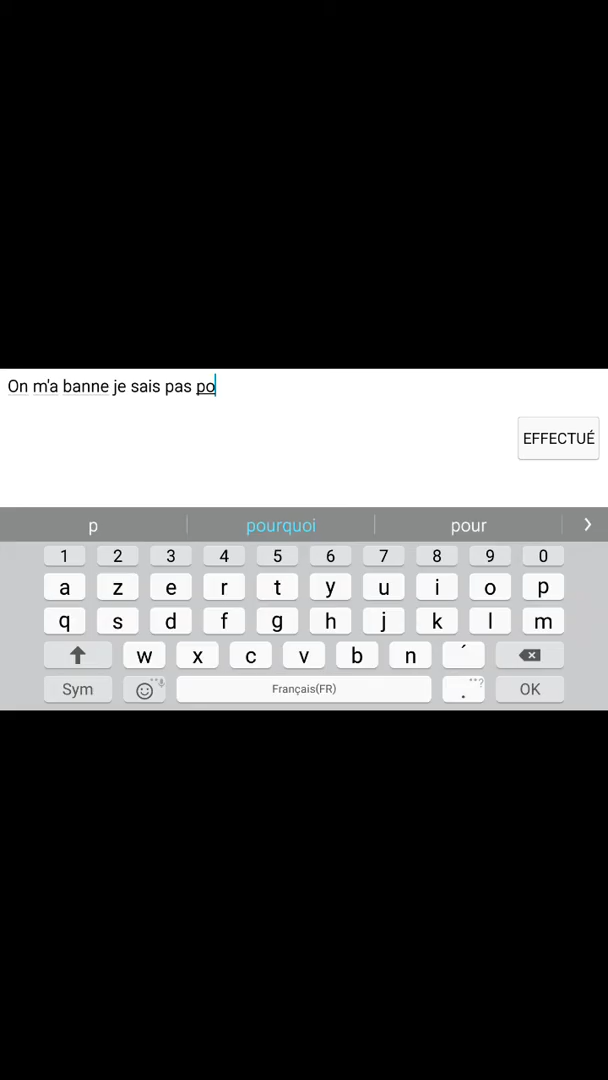 On m'a banne je sais pas po
EFFECTUÉ
p pourquoi pour >
1 2 3 4 5 6 7 8 9 0
a z e r t y u i o p
q s d f g h j k l m
w x c v b n ´
Sym Français(FR) . ? OK